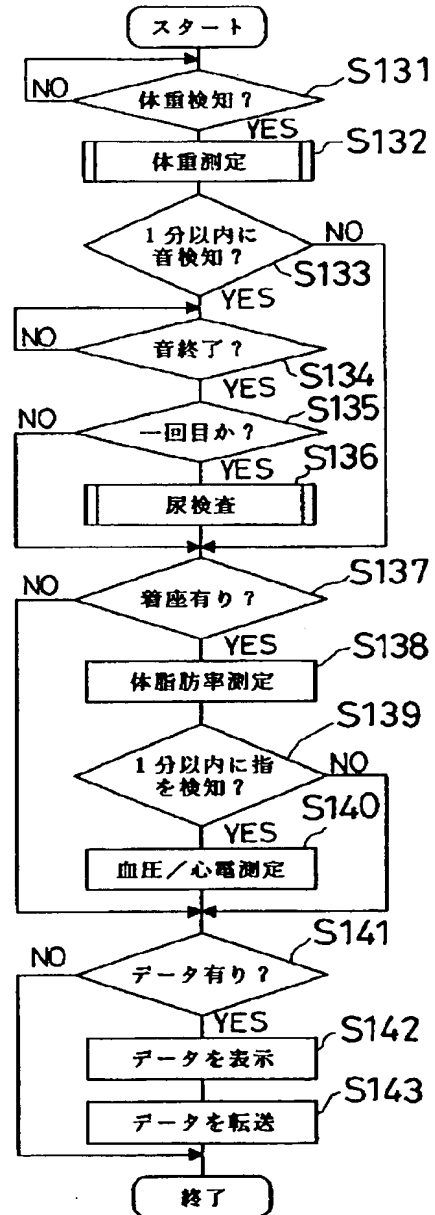 スタート
S131
NO
体重検知?
YES
S132
体重測定
1分以内に
音検知?
NO
S133
YES
NO
音終了?
S134
YES
S135
NO
一回目か?
YES
S136
尿検査
S137
NO
着座有り?
YES
S138
体脂肪率測定
S139
1分以内に指
を検知?
NO
YES
S140
血圧/心電測定
S141
NO
データ有り?
YES
S142
データを表示
S143
データを転送
終了